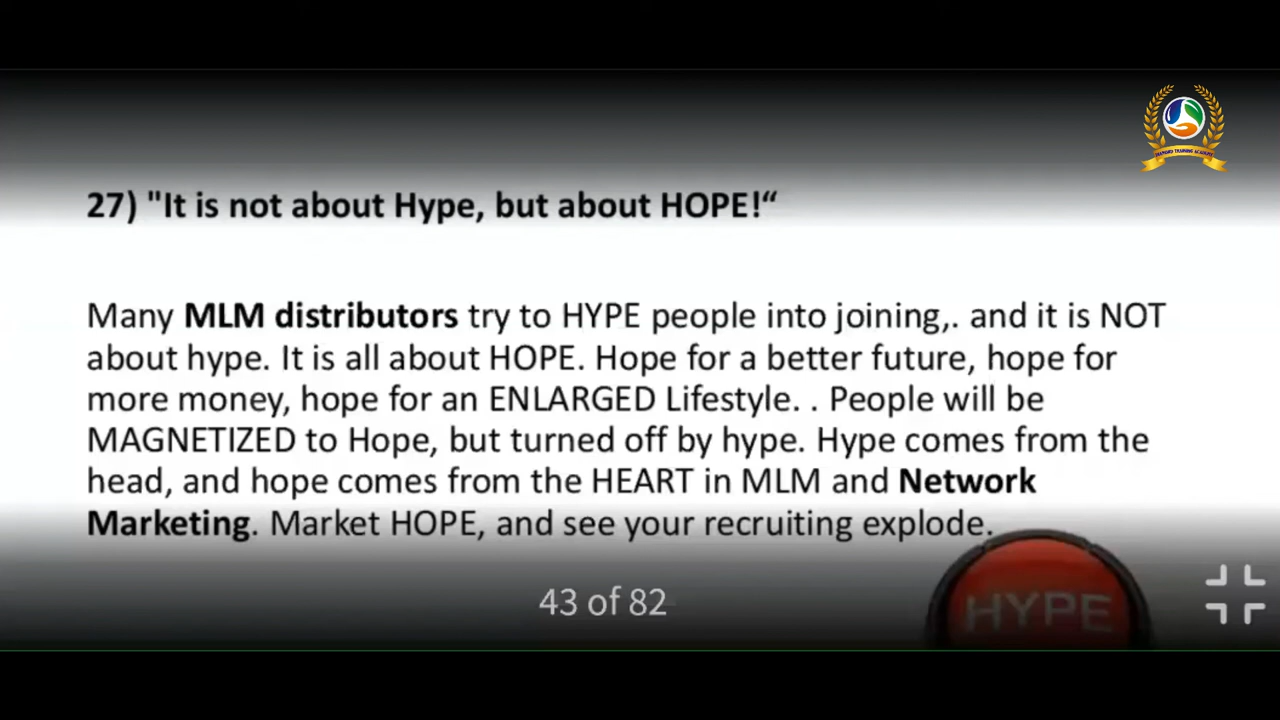 27) "It is not about Hype, but about HOPE!“
Many MLM distributors try to HYPE people into joining,. and it is NOT
about hype. It is all about HOPE. Hope for a better future, hope for
more money, hope for an ENLARGED Lifestyle. . People will be
MAGNETIZED to Hope, but turned off by hype. Hype comes from the
head, and hope comes from the HEART in MLM and Network
Marketing. Market HOPE, and see your recruiting explode.
43 of 82
HYPE